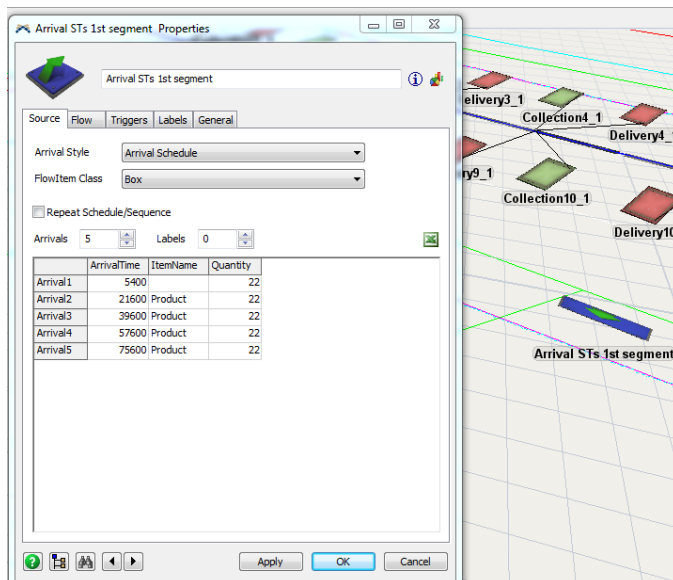 Arrival STs 1st segment Properties
Arrival STs 1st segment
Source Flow Triggers Labels General
Arrival Style Arrival Schedule
FlowItem Class Box
Repeat Schedule/Sequence
Arrivals 5 Labels 0
ArrivalTime ItemName Quantity
Arrival1 5400 22
Arrival2 21600 Product 22
Arrival3 39600 Product 22
Arrival4 57600 Product 22
Arrival5 75600 Product 22
Apply OK Cancel
elivery3_1
Collection4_1
Delivery4_
ry9_1
Collection10_1
Delivery10
Arrival STs 1st segment